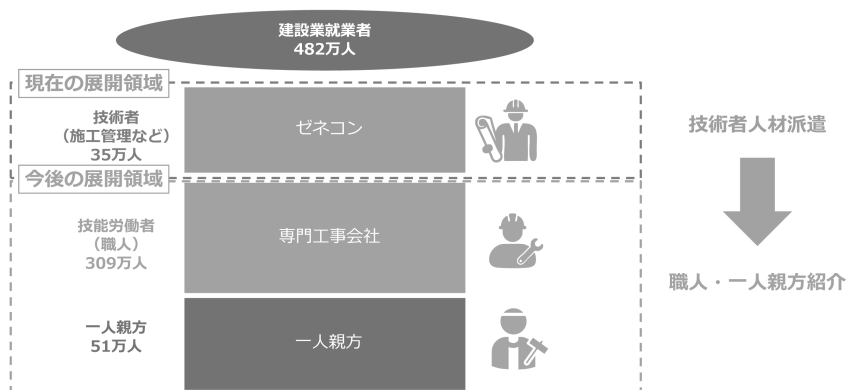 建設業就業者
482万人
現在の展開領域
技術者
（施工管理など）
35万人
ゼネコン
技術者人材派遣
今後の展開領域
技能労働者
（職人）
309万人
専門工事会社
職人・一人親方紹介
一人親方
51万人
一人親方